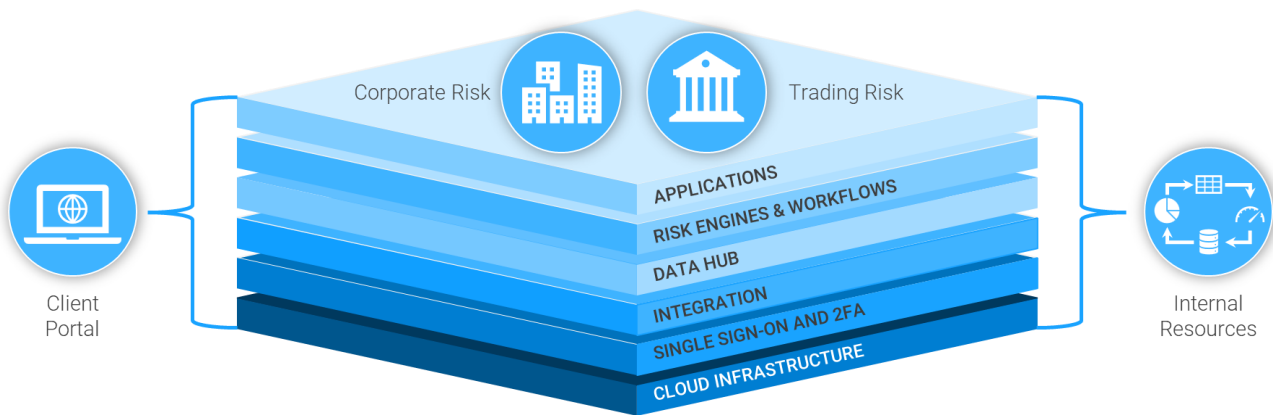 Corporate Risk
Trading Risk
APPLICATIONS
RISK ENGINES & WORKFLOWS
DATA HUB
INTEGRATION
SINGLE SIGN-ON AND 2FA
CLOUD INFRASTRUCTURE
Client
Portal
Internal
Resources